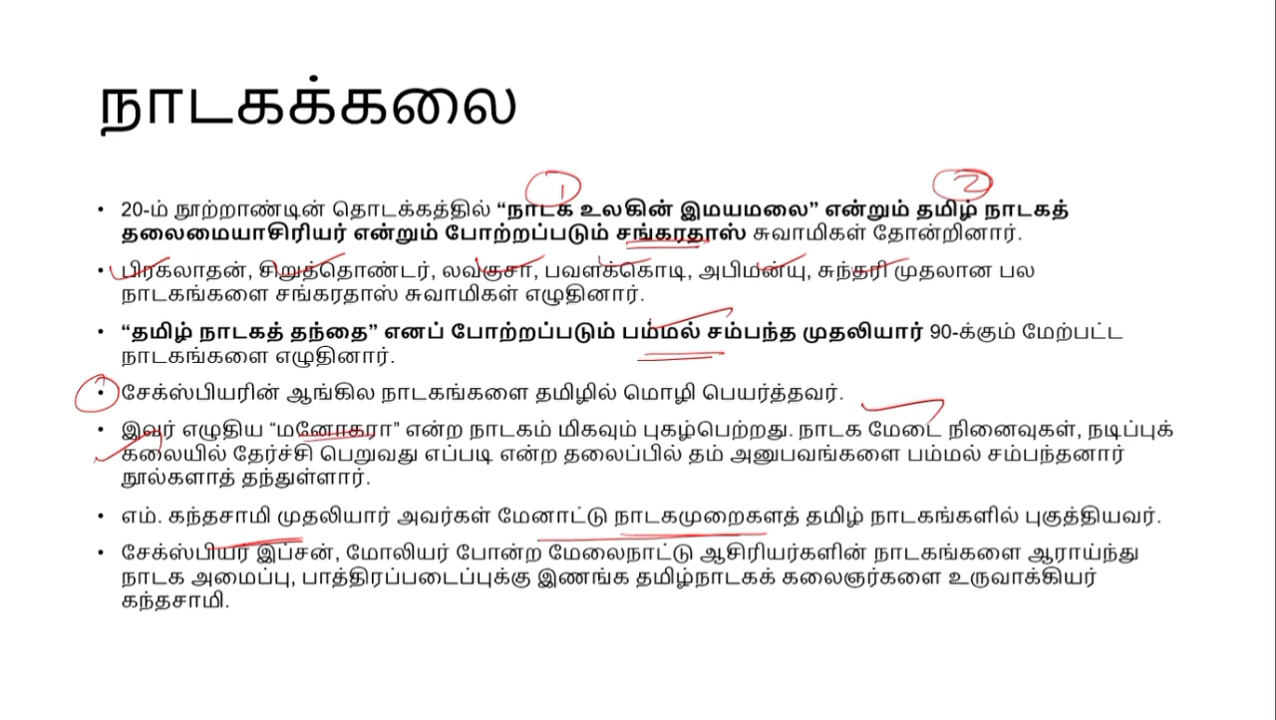 நாடகக்கலை
1 2
• 20-ம் நூற்றாண்டின் தொடக்கத்தில் “நாடக உலகின் இமயமலை” என்றும் தமிழ் நாடகத்
தலைமையாசிரியர் என்றும் போற்றப்படும் சங்கரதாஸ் சுவாமிகள் தோன்றினார்.
• பிரகலாதன், சிறுத்தொண்டர், லவகுசா, பவளக்கொடி, அபிமன்யு, சுந்தரி முதலான பல
நாடகங்களை சங்கரதாஸ் சுவாமிகள் எழுதினார்.
• “தமிழ் நாடகத் தந்தை” எனப் போற்றப்படும் பம்மல் சம்பந்த முதலியார் 90-க்கும் மேற்பட்ட
நாடகங்களை எழுதினார்.
• சேக்ஸ்பியரின் ஆங்கில நாடகங்களை தமிழில் மொழி பெயர்த்தவர்.
• இவர் எழுதிய “மனோகரா” என்ற நாடகம் மிகவும் புகழ்பெற்றது. நாடக மேடை நினைவுகள், நடிப்புக்
கலையில் தேர்ச்சி பெறுவது எப்படி என்ற தலைப்பில் தம் அனுபவங்களை பம்மல் சம்பந்தனார்
நூல்களாத் தந்துள்ளார்.
• எம். கந்தசாமி முதலியார் அவர்கள் மேனாட்டு நாடகமுறைகளத் தமிழ் நாடகங்களில் புகுத்தியவர்.
• சேக்ஸ்பியர் இப்சன், மோலியர் போன்ற மேலைநாட்டு ஆசிரியர்களின் நாடகங்களை ஆராய்ந்து
நாடக அமைப்பு, பாத்திரப்படைப்புக்கு இணங்க தமிழ்நாடகக் கலைஞர்களை உருவாக்கியர்
கந்தசாமி.